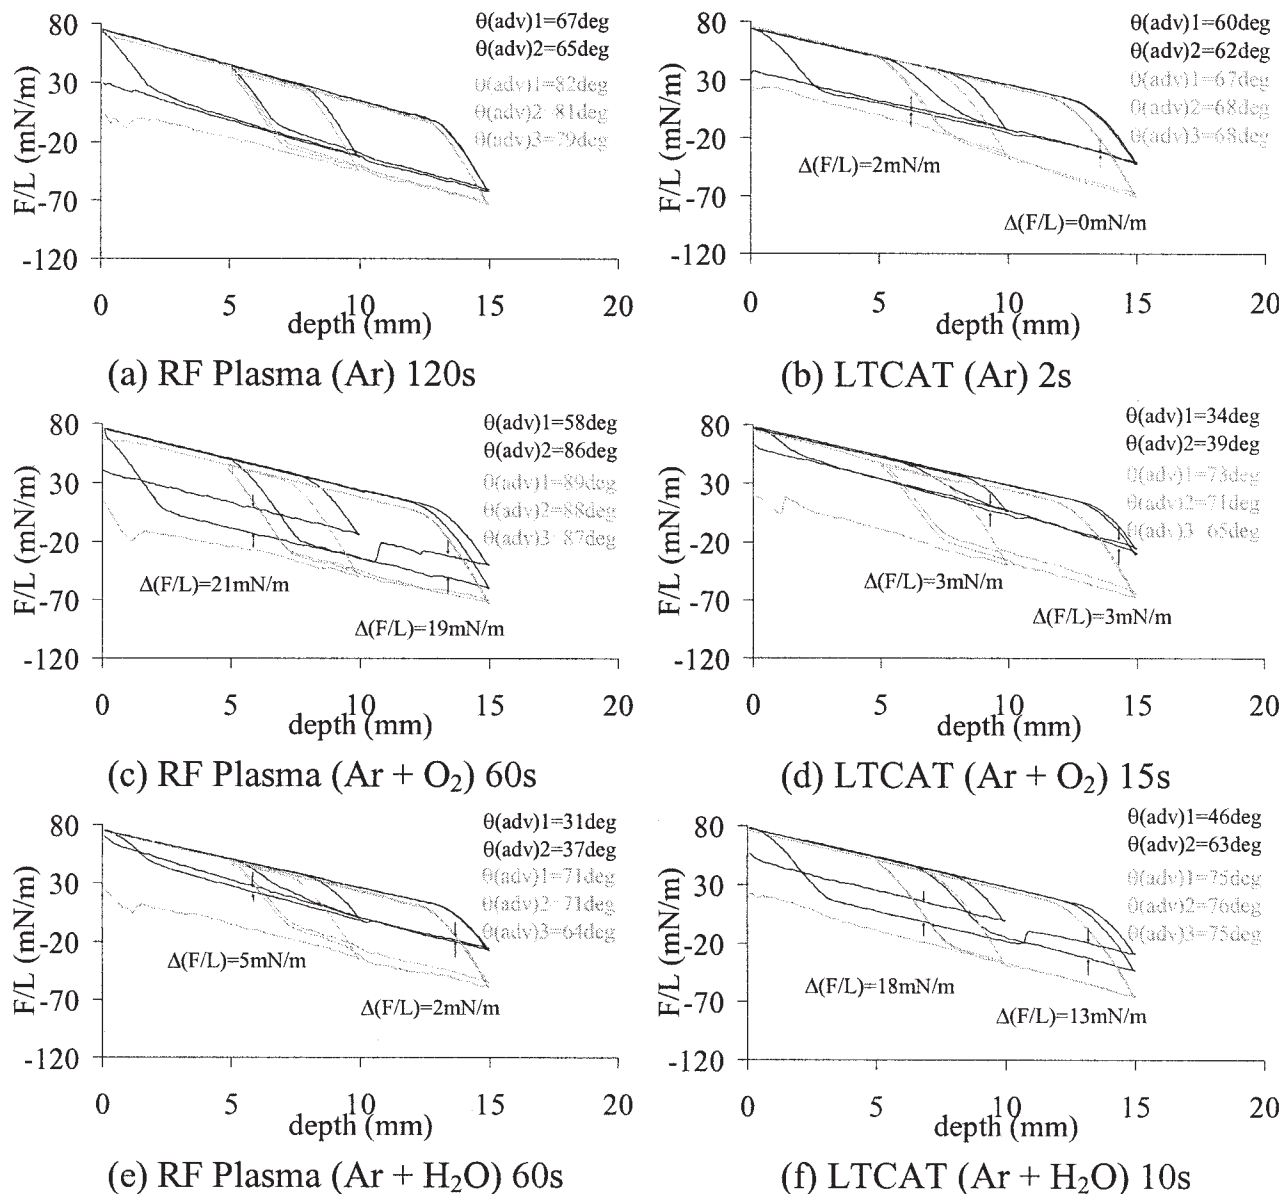 80
30
-20
-70
-120
F/L (mN/m)
θ(adv)1=67deg
θ(adv)2=65deg
θ(adv)1=82deg
θ(adv)2=81deg
θ(adv)3=79deg
0 5 10 15 20
depth (mm)
(a) RF Plasma (Ar) 120s
80
30
-20
-70
-120
F/L (mN/m)
θ(adv)1=60deg
θ(adv)2=62deg
θ(adv)1=67deg
θ(adv)2=68deg
θ(adv)3=68deg
Δ(F/L)=2mN/m
Δ(F/L)=0mN/m
0 5 10 15 20
depth (mm)
(b) LTCAT (Ar) 2s
80
30
-20
-70
-120
F/L (mN/m)
θ(adv)1=58deg
θ(adv)2=86deg
θ(adv)1=89deg
θ(adv)2=88deg
θ(adv)3=87deg
Δ(F/L)=21mN/m
Δ(F/L)=19mN/m
0 5 10 15 20
depth (mm)
(c) RF Plasma (Ar + O₂) 60s
80
30
-20
-70
-120
F/L (mN/m)
θ(adv)1=34deg
θ(adv)2=39deg
θ(adv)1=73deg
θ(adv)2=71deg
θ(adv)3=65deg
Δ(F/L)=3mN/m
Δ(F/L)=3mN/m
0 5 10 15 20
depth (mm)
(d) LTCAT (Ar + O₂) 15s
80
30
-20
-70
-120
F/L (mN/m)
θ(adv)1=31deg
θ(adv)2=37deg
θ(adv)1=71deg
θ(adv)2=71deg
θ(adv)3=64deg
Δ(F/L)=5mN/m
Δ(F/L)=2mN/m
0 5 10 15 20
depth (mm)
(e) RF Plasma (Ar + H₂O) 60s
80
30
-20
-70
-120
F/L (mN/m)
θ(adv)1=46deg
θ(adv)2=63deg
θ(adv)1=75deg
θ(adv)2=76deg
θ(adv)3=75deg
Δ(F/L)=18mN/m
Δ(F/L)=13mN/m
0 5 10 15 20
depth (mm)
(f) LTCAT (Ar + H₂O) 10s